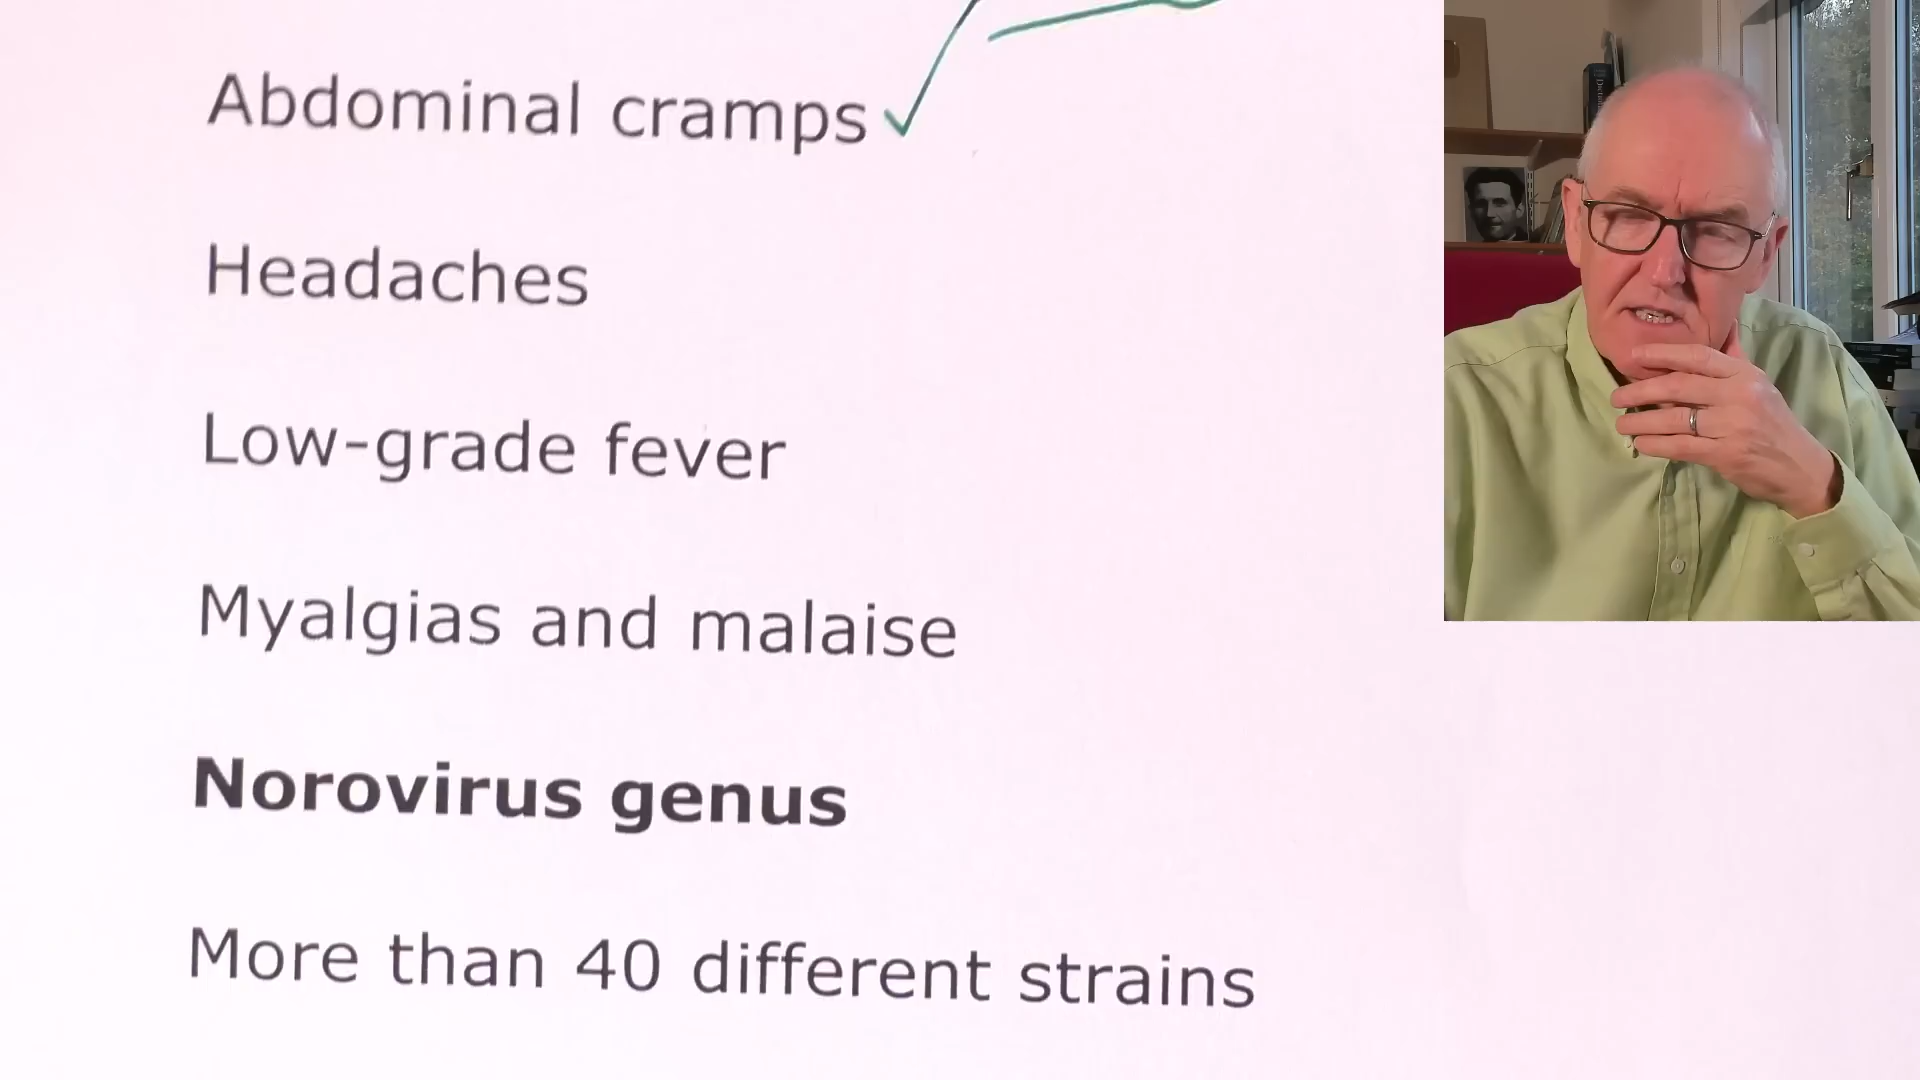 Abdominal cramps
Headaches
Low-grade fever
Myalgias and malaise
Norovirus genus
More than 40 different strains